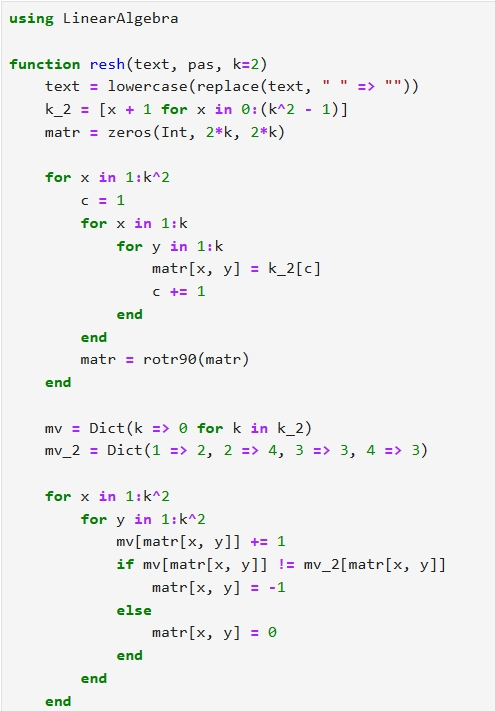 using LinearAlgebra
function resh(text, pas, k=2)
    text = lowercase(replace(text, " " => ""))
    k_2 = [x + 1 for x in 0:(k^2 - 1)]
    matr = zeros(Int, 2*k, 2*k)
    for x in 1:k^2
        c = 1
        for x in 1:k
            for y in 1:k
                matr[x, y] = k_2[c]
                c += 1
            end
        end
        matr = rotr90(matr)
    end
    mv = Dict(k => 0 for k in k_2)
    mv_2 = Dict(1 => 2, 2 => 4, 3 => 3, 4 => 3)
    for x in 1:k^2
        for y in 1:k^2
            mv[matr[x, y]] += 1
            if mv[matr[x, y]] != mv_2[matr[x, y]]
                matr[x, y] = -1
            else
                matr[x, y] = 0
            end
        end
    end